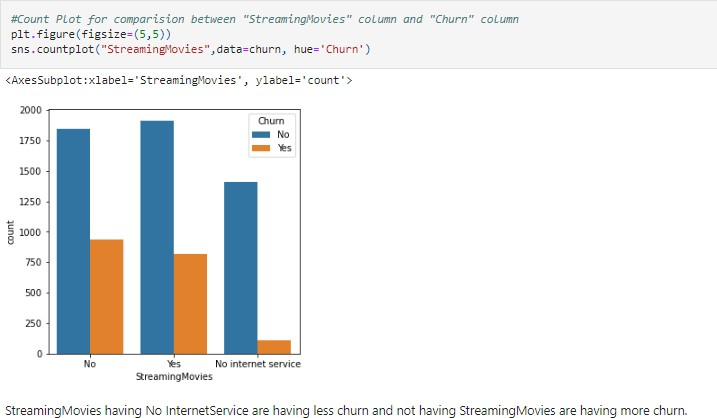 #Count Plot for comparision between "StreamingMovies" column and "Churn" column
plt.figure(figsize=(5,5))
sns.countplot("StreamingMovies",data=churn, hue='Churn')
<AxesSubplot:xlabel='StreamingMovies', ylabel='count'>
2000
1750
1500
1250
1000
750
500
250
0
count
Churn
No
Yes
No Yes No internet service
StreamingMovies
StreamingMovies having No InternetService are having less churn and not having StreamingMovies are having more churn.